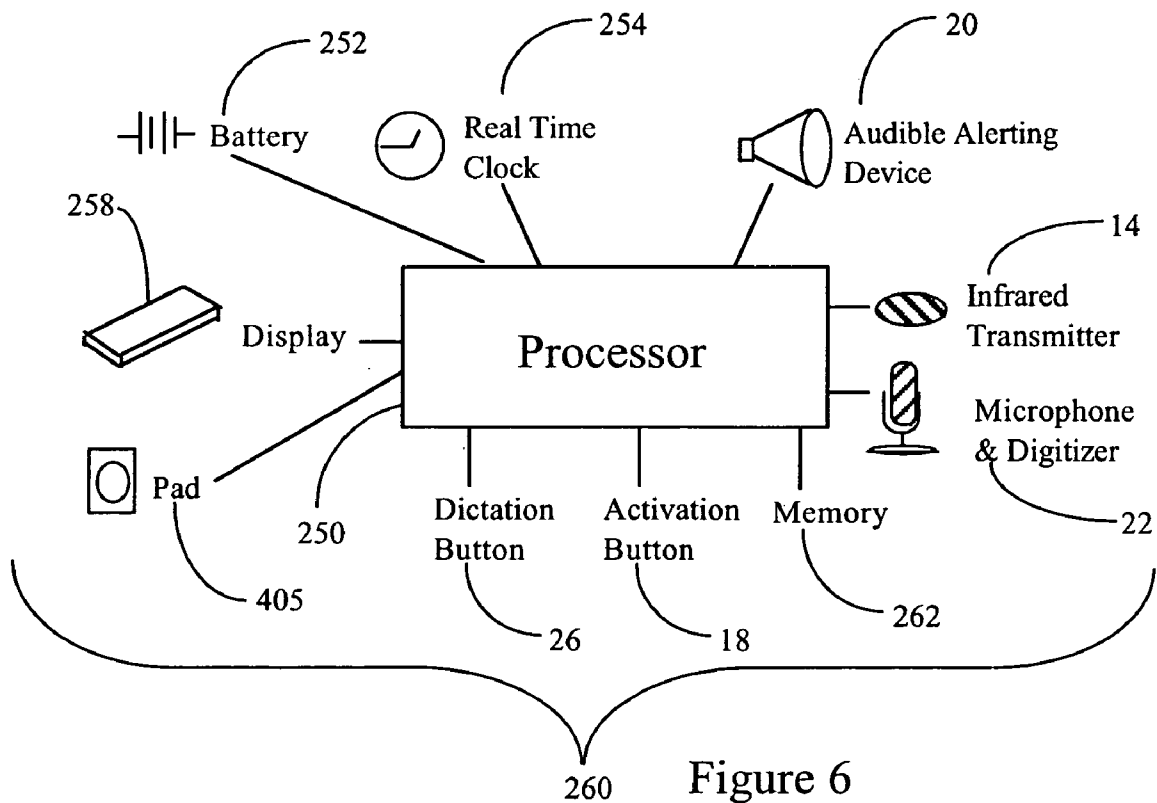 252
254
20
Battery
Real Time
Clock
Audible Alerting
Device
258
14
Display
Processor
Infrared
Transmitter
Microphone
& Digitizer
Pad
250
Dictation
Button
Activation
Button
Memory
22
405
26
18
262
260
Figure 6